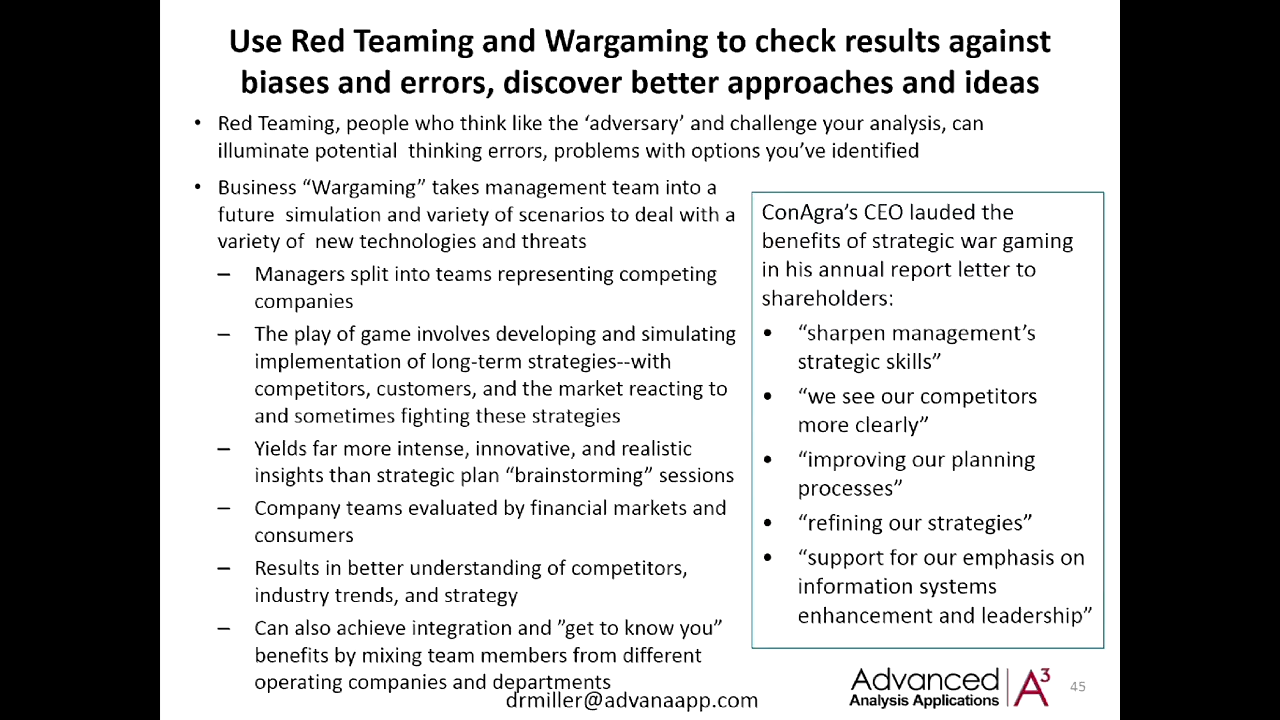 Use Red Teaming and Wargaming to check results against
biases and errors, discover better approaches and ideas
• Red Teaming, people who think like the ‘adversary’ and challenge your analysis, can
illuminate potential  thinking errors, problems with options you’ve identified
• Business “Wargaming” takes management team into a
future  simulation and variety of scenarios to deal with a
variety of  new technologies and threats
– Managers split into teams representing competing
companies
– The play of game involves developing and simulating
implementation of long-term strategies--with
competitors, customers, and the market reacting to
and sometimes fighting these strategies
– Yields far more intense, innovative, and realistic
insights than strategic plan “brainstorming” sessions
– Company teams evaluated by financial markets and
consumers
– Results in better understanding of competitors,
industry trends, and strategy
– Can also achieve integration and ”get to know you”
benefits by mixing team members from different
operating companies and departments
ConAgra’s CEO lauded the
benefits of strategic war gaming
in his annual report letter to
shareholders:
• “sharpen management’s
strategic skills”
• “we see our competitors
more clearly”
• “improving our planning
processes”
• “refining our strategies”
• “support for our emphasis on
information systems
enhancement and leadership”
drmiller@advanaapp.com
Advanced
Analysis Applications
A3
45